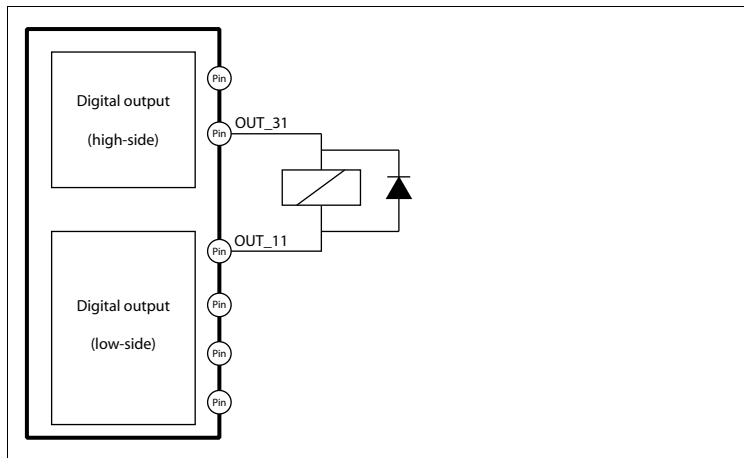 Pin
Digital output
(high-side)
Pin
OUT_31
Pin
OUT_11
Digital output
(low-side)
Pin
Pin
Pin